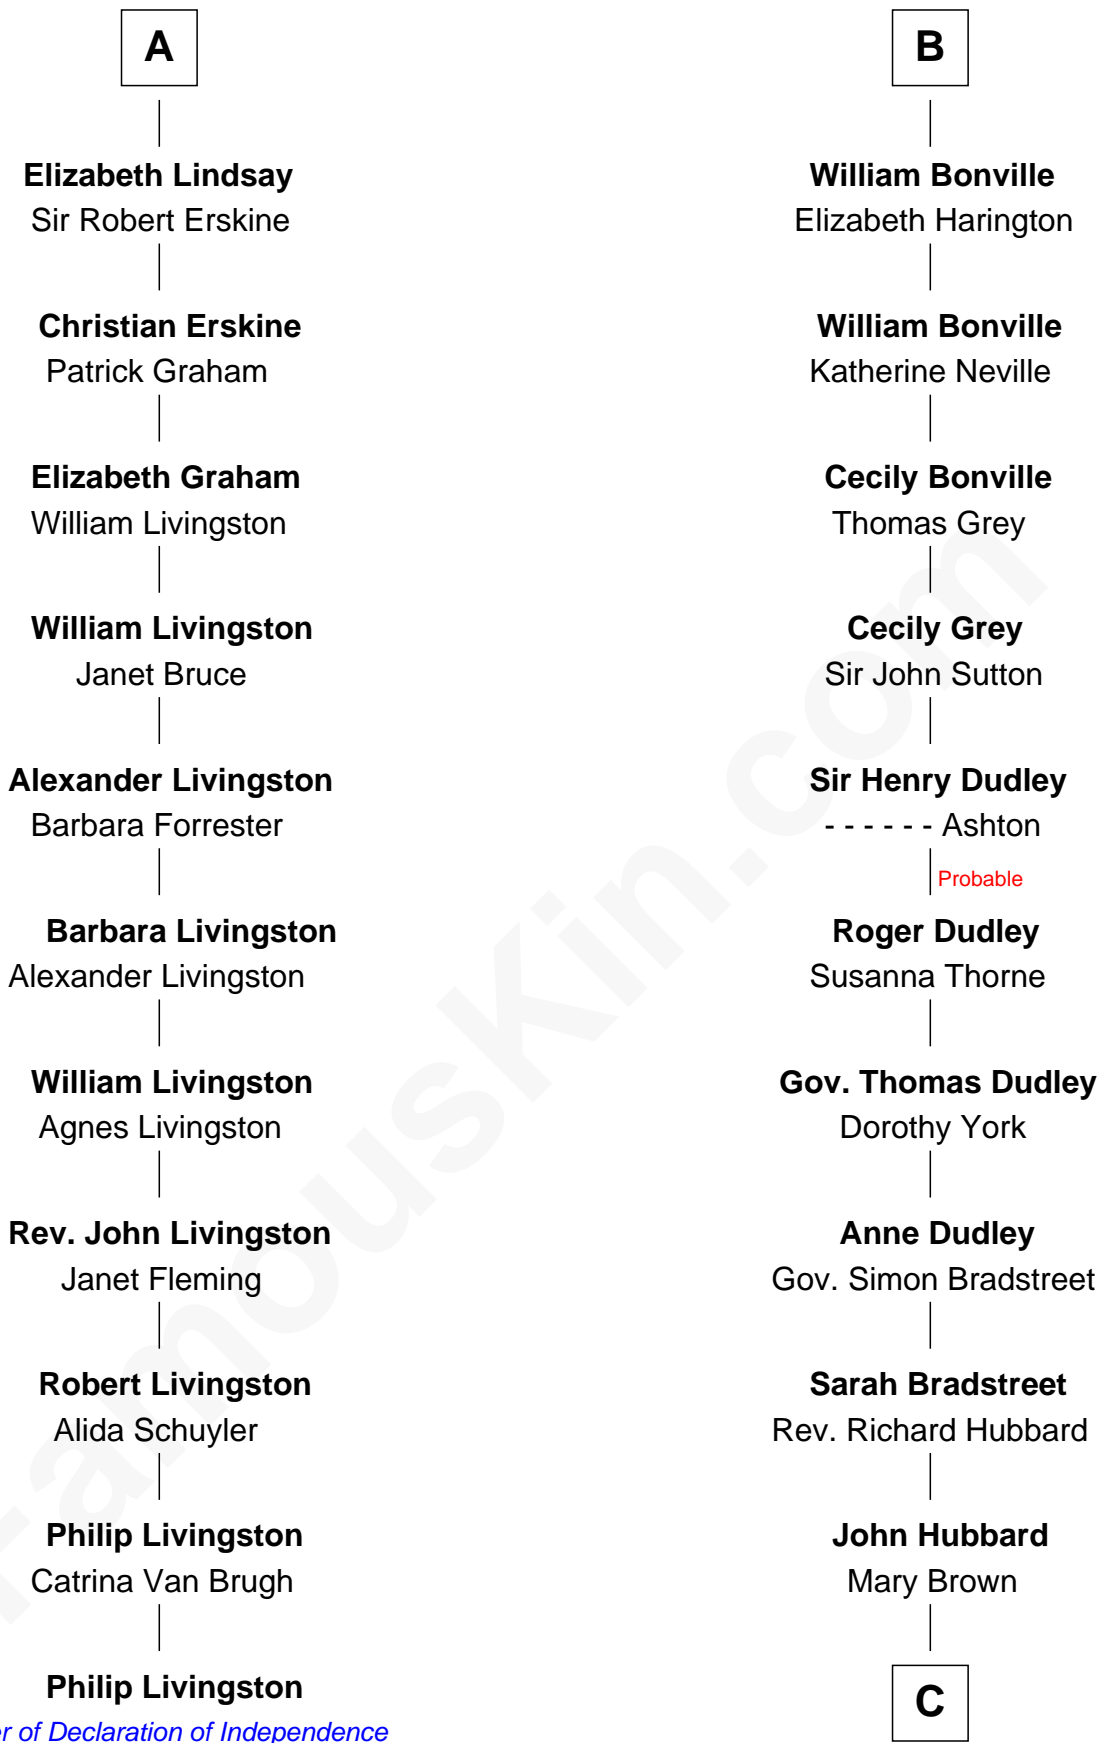 A
Elizabeth Lindsay
Sir Robert Erskine
Christian Erskine
Patrick Graham
Elizabeth Graham
William Livingston
William Livingston
Janet Bruce
Alexander Livingston
Barbara Forrester
Barbara Livingston
Alexander Livingston
William Livingston
Agnes Livingston
Rev. John Livingston
Janet Fleming
Robert Livingston
Alida Schuyler
Philip Livingston
Catrina Van Brugh
Philip Livingston
er of Declaration of Independence
B
William Bonville
Elizabeth Harington
William Bonville
Katherine Neville
Cecily Bonville
Thomas Grey
Cecily Grey
Sir John Sutton
Sir Henry Dudley
- - - - - - Ashton
Probable
Roger Dudley
Susanna Thorne
Gov. Thomas Dudley
Dorothy York
Anne Dudley
Gov. Simon Bradstreet
Sarah Bradstreet
Rev. Richard Hubbard
John Hubbard
Mary Brown
C
FamousKin.com